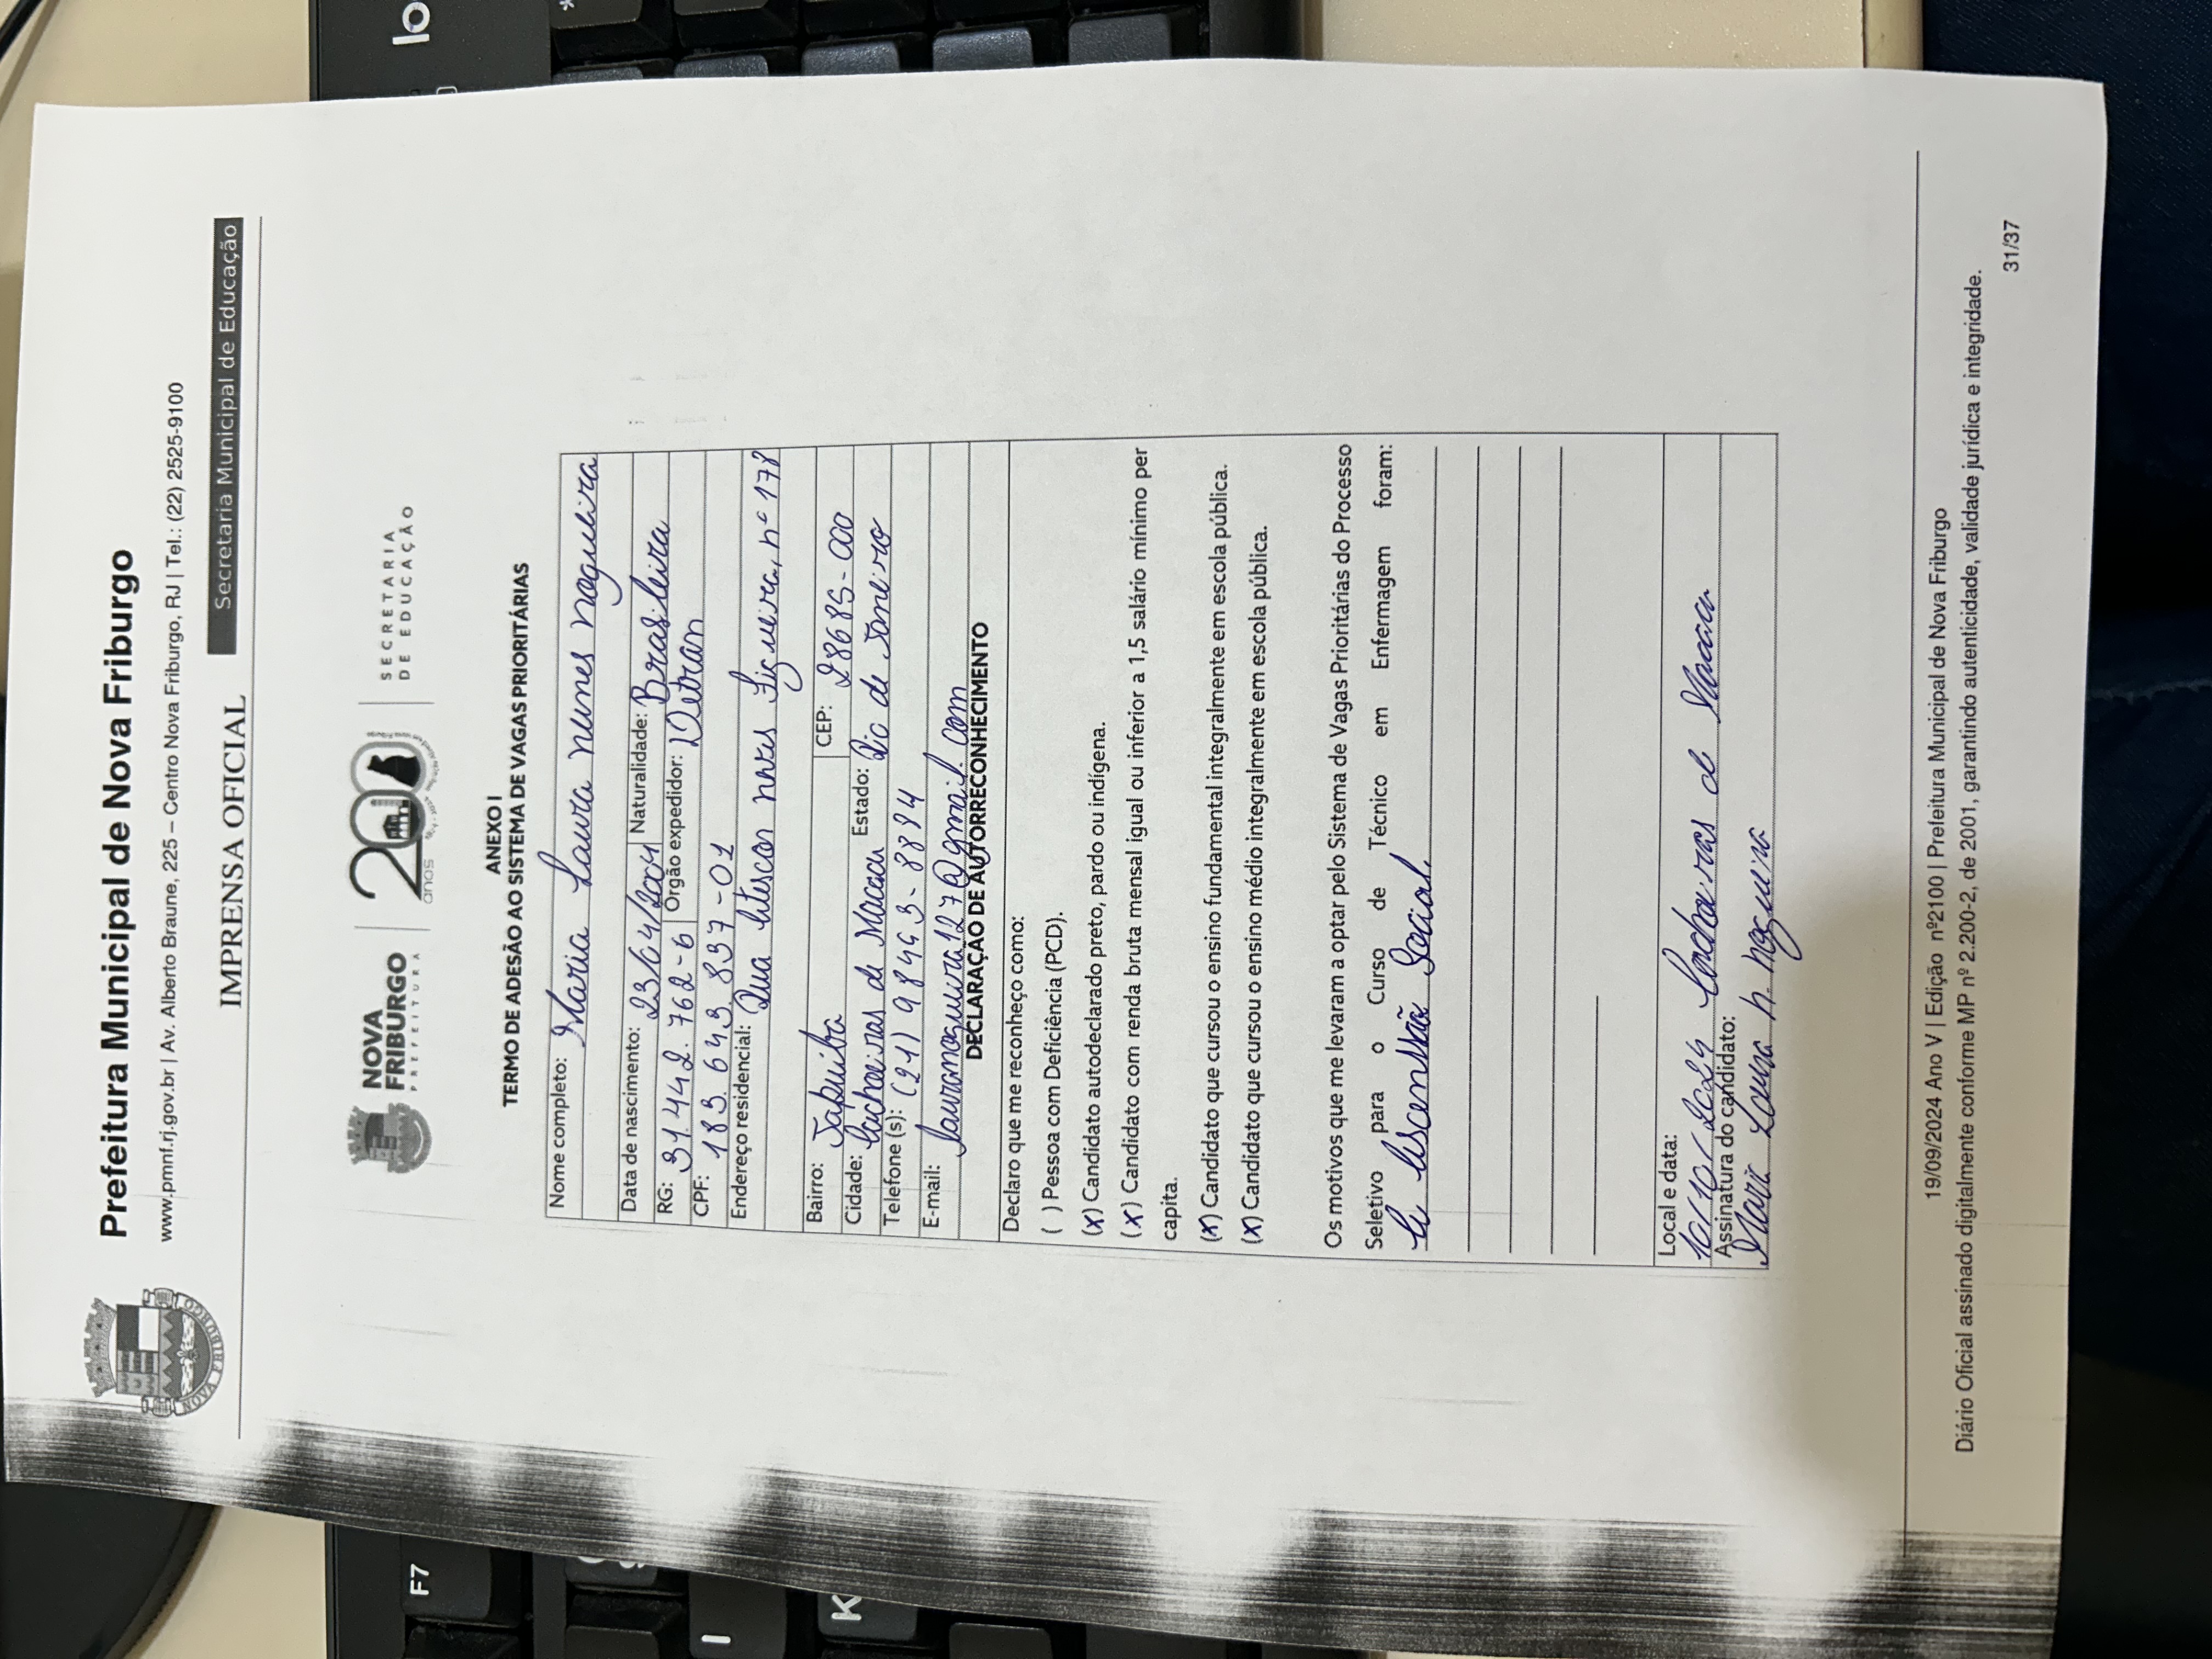 Prefeitura Municipal de Nova Friburgo
www.pmnf.rj.gov.br | Av. Alberto Braune, 225 – Centro Nova Friburgo, RJ | Tel.: (22) 2525-9100
IMPRENSA OFICIAL Secretaria Municipal de Educação
NOVA FRIBURGO
NOVA
FRIBURGO
PREFEITURA
200
anos
SECRETARIA
DE EDUCAÇÃO
ANEXO I
TERMO DE ADESÃO AO SISTEMA DE VAGAS PRIORITÁRIAS
Nome completo: Maria Laura nunes nogueira
Data de nascimento: 23/04/2004 Naturalidade: Brasileira
RG: 31.442.762-6 Órgão expedidor: Detran
CPF: 183.643.837-01
Endereço residencial: Rua nº 178
Bairro: Japuiba CEP: 28685-000
Cidade: Cachoeiras de Macacu Estado: Rio de Janeiro
Telefone (s): (21) 98493-8884
E-mail: lauranogueira127@gmail.com
DECLARAÇÃO DE AUTORRECONHECIMENTO
Declaro que me reconheço como:
( ) Pessoa com Deficiência (PCD).
(X) Candidato autodeclarado preto, pardo ou indígena.
(X) Candidato com renda bruta mensal igual ou inferior a 1,5 salário mínimo per
capita.
(X) Candidato que cursou o ensino fundamental integralmente em escola pública.
(X) Candidato que cursou o ensino médio integralmente em escola pública.
Os motivos que me levaram a optar pelo Sistema de Vagas Prioritárias do Processo
Seletivo para o Curso de Técnico em Enfermagem foram:
A Ascenssão Social.
Local e data:
10/10/2024 Cachoeiras de Macacu
Assinatura do candidato:
Maria Laura N. Nogueira
19/09/2024 Ano V | Edição nº2100 | Prefeitura Municipal de Nova Friburgo
Diário Oficial assinado digitalmente conforme MP nº 2.200-2, de 2001, garantindo autenticidade, validade jurídica e integridade.
31/37
F7
I
K
lo